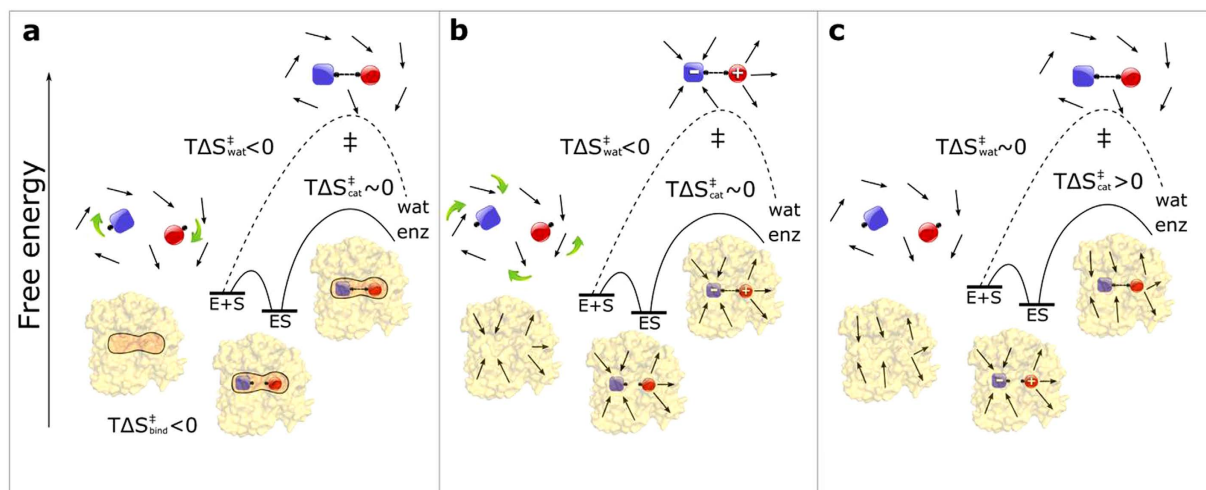 a
Free energy
TΔS‡wat<0
‡
TΔS‡cat~0
wat
enz
E+S
ES
TΔS‡bind<0
b
- +
TΔS‡wat<0
‡
TΔS‡cat~0
wat
enz
- +
E+S
ES
-
c
TΔS‡wat~0
‡
TΔS‡cat>0
wat
enz
E+S
ES
- +